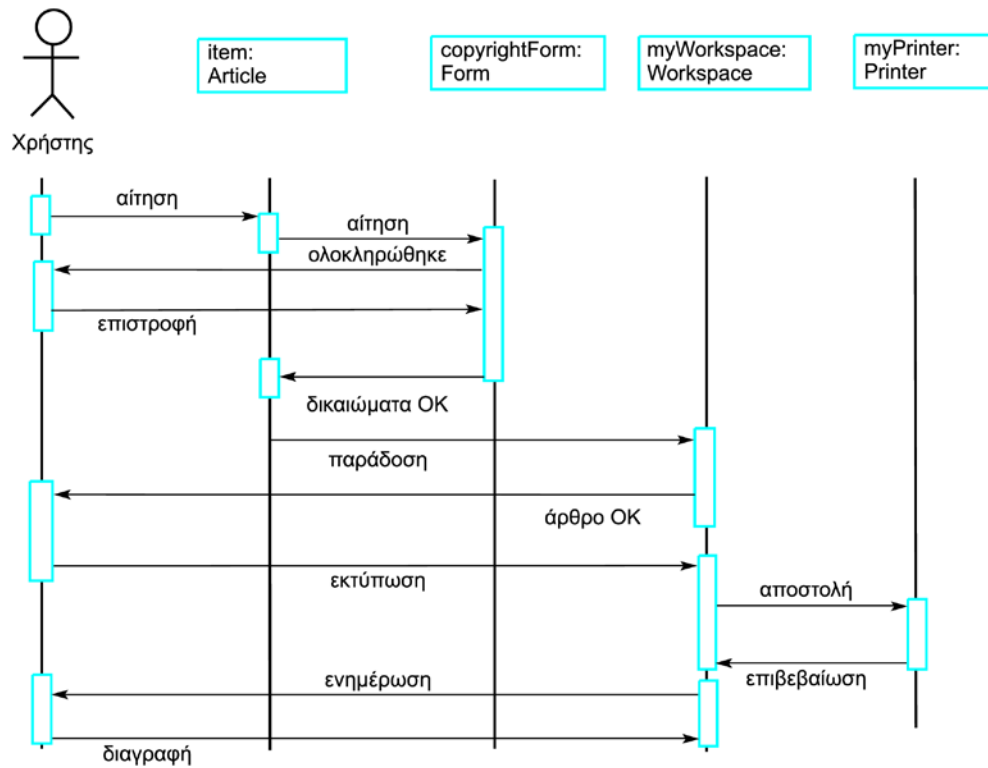 item:
Article
copyrightForm:
Form
myWorkspace:
Workspace
myPrinter:
Printer
Χρήστης
αίτηση
αίτηση
ολοκληρώθηκε
επιστροφή
δικαιώματα OK
παράδοση
άρθρο OK
εκτύπωση
αποστολή
επιβεβαίωση
ενημέρωση
διαγραφή